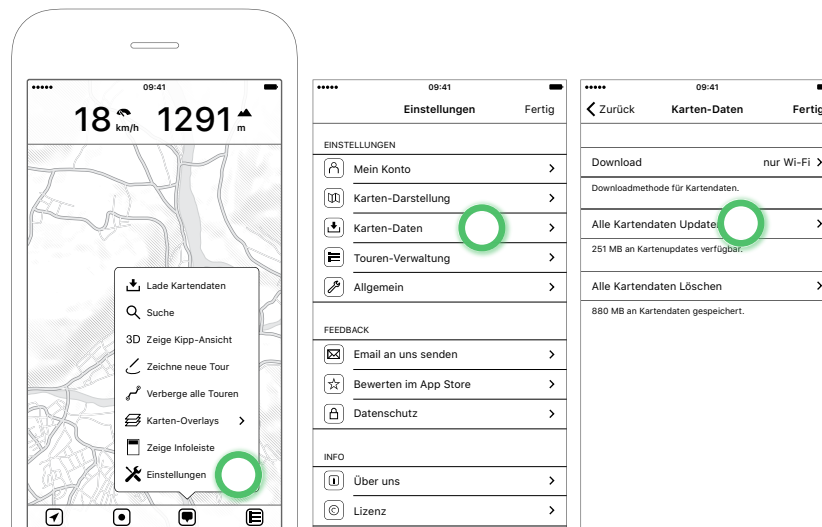 09:41
18 km/h 1291 m
Lade Kartendaten
Suche
3D Zeige Kipp-Ansicht
Zeichne neue Tour
Verberge alle Touren
Karten-Overlays
Zeige Infoleiste
Einstellungen
09:41
Einstellungen Fertig
EINSTELLUNGEN
Mein Konto
Karten-Darstellung
Karten-Daten
Touren-Verwaltung
Allgemein
FEEDBACK
Email an uns senden
Bewerten im App Store
Datenschutz
INFO
Über uns
Lizenz
09:41
Zurück Karten-Daten Fertig
Download nur Wi-Fi
Downloadmethode für Kartendaten.
Alle Kartendaten Update
251 MB an Kartenupdates verfügbar.
Alle Kartendaten Löschen
880 MB an Kartendaten gespeichert.